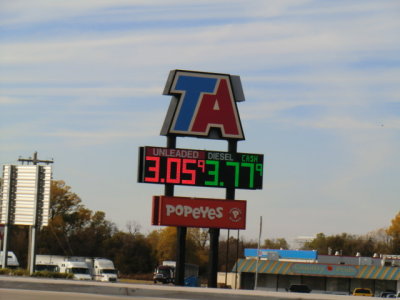 TA
UNLEADED DIESEL CASH
3.05⁹ 3.77⁹
POPEYES